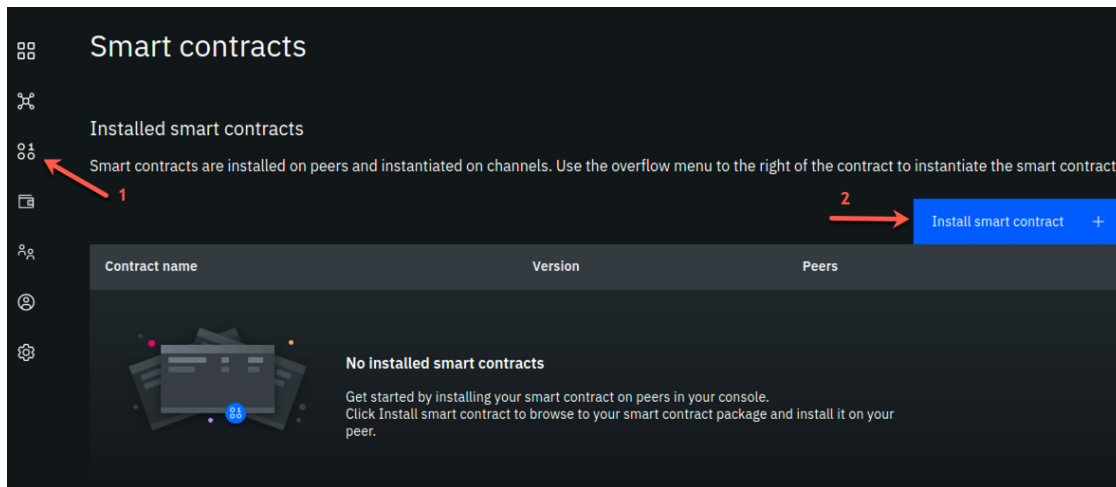 Smart contracts
Installed smart contracts
Smart contracts are installed on peers and instantiated on channels. Use the overflow menu to the right of the contract to instantiate the smart contract
1
2
Install smart contract +
Contract name Version Peers
No installed smart contracts
Get started by installing your smart contract on peers in your console.
Click Install smart contract to browse to your smart contract package and install it on your
peer.